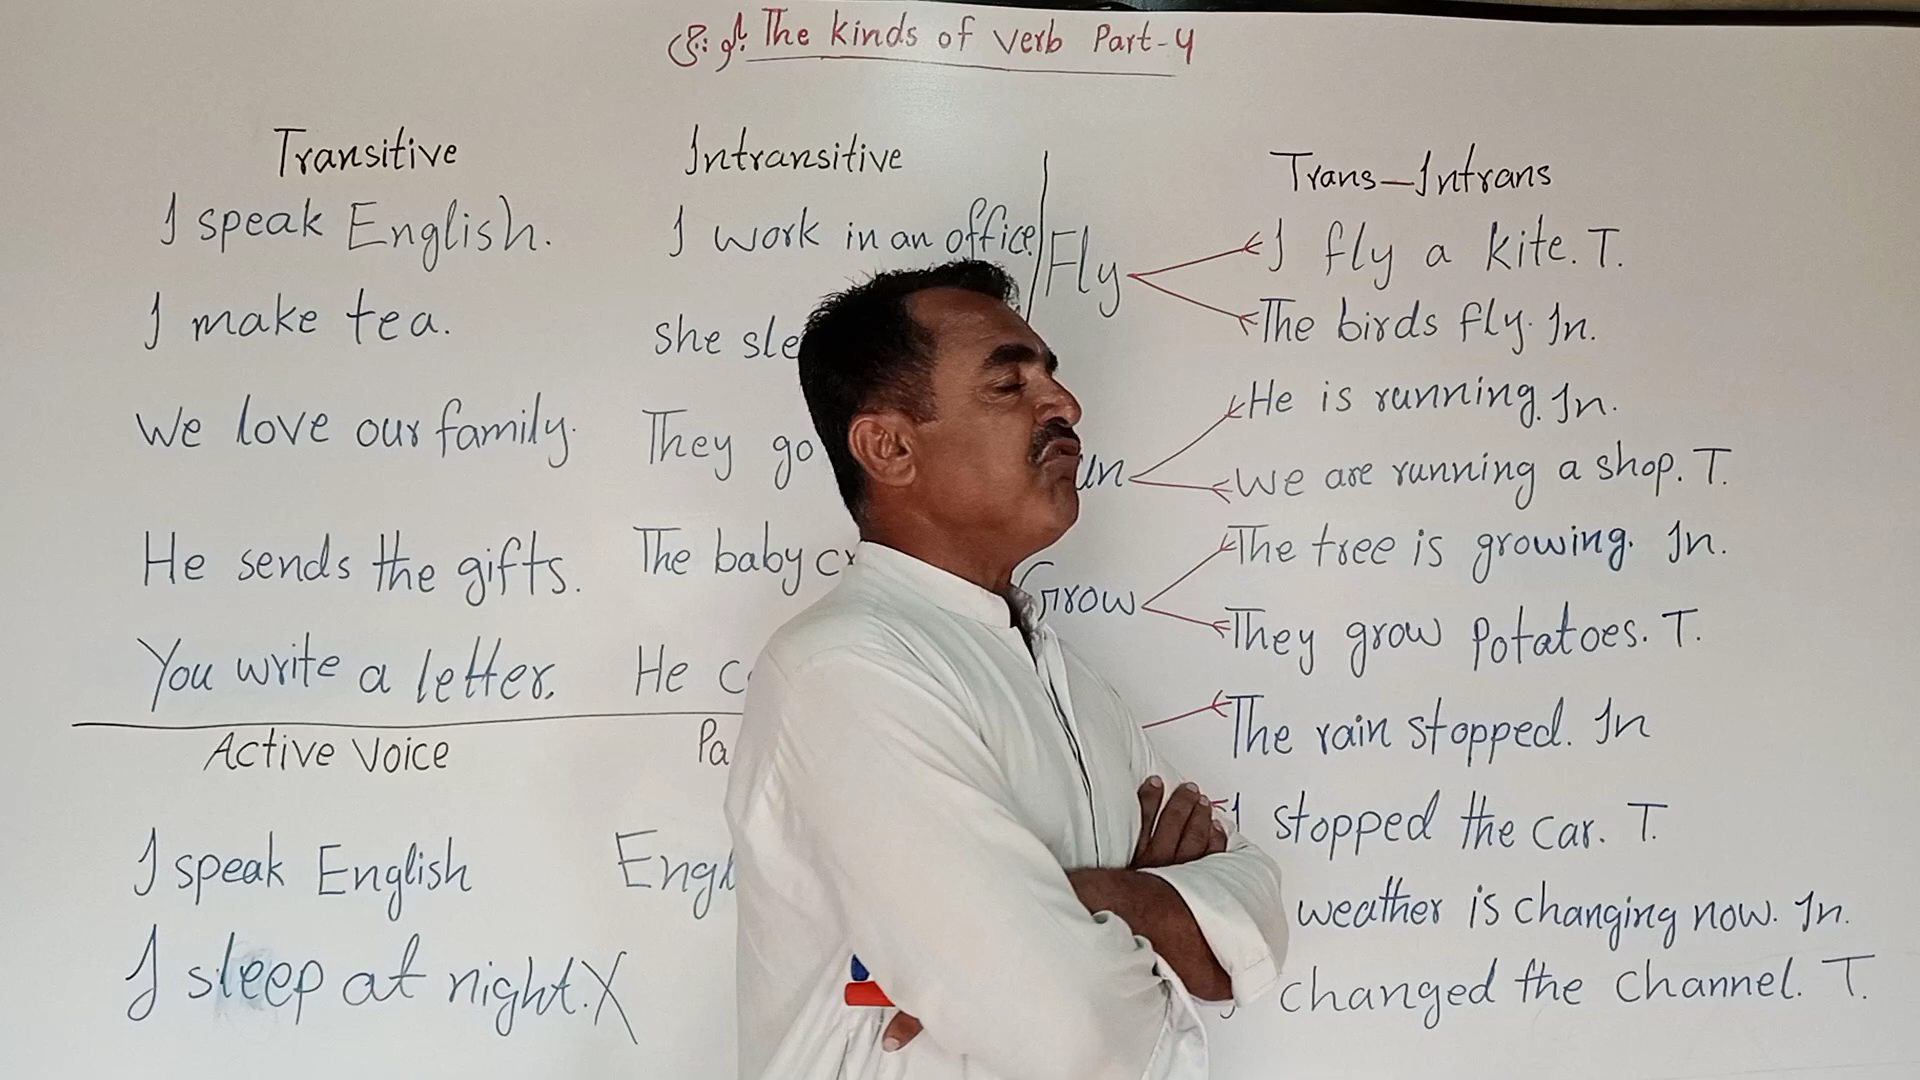 The kinds of verb Part-4 بلوچی
Transitive
I speak English.
I make tea.
We love our family.
He sends the gifts.
You write a letter.
Intransitive
I work in an office
she sle
They go
The baby c
He c
Trans-Intrans
Fly
I fly a kite. T.
The birds fly. In.
un
He is running. In.
We are running a shop. T.
Grow
The tree is growing. In.
They grow potatoes. T.
The rain stopped. In
I stopped the car. T.
weather is changing now. In.
changed the channel. T.
Active Voice
I speak English
I sleep at night. X
Pa
Engl